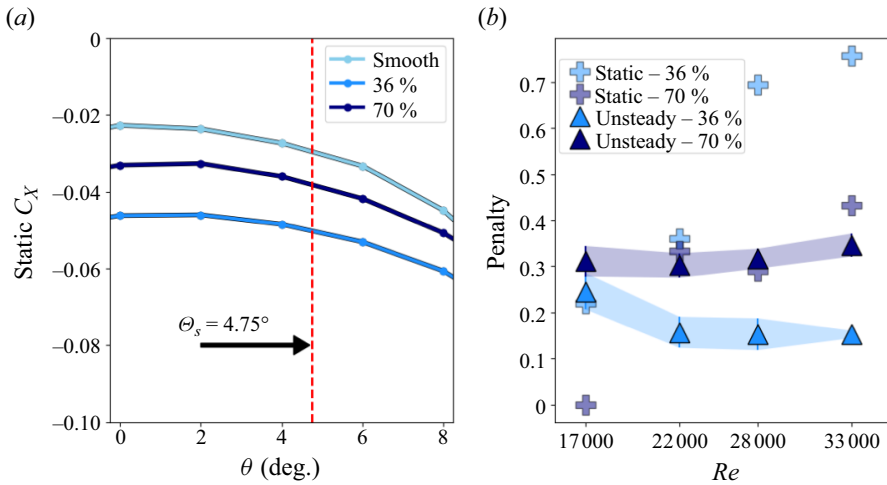 (a)
0
–0.02
–0.04
–0.06
–0.08
–0.10
Static C_X
Smooth
36 %
70 %
Θ_s = 4.75°
0 2 4 6 8
θ (deg.)
(b)
0.7
0.6
0.5
0.4
0.3
0.2
0.1
0
Penalty
Static – 36 %
Static – 70 %
Unsteady – 36 %
Unsteady – 70 %
17 000 22 000 28 000 33 000
Re